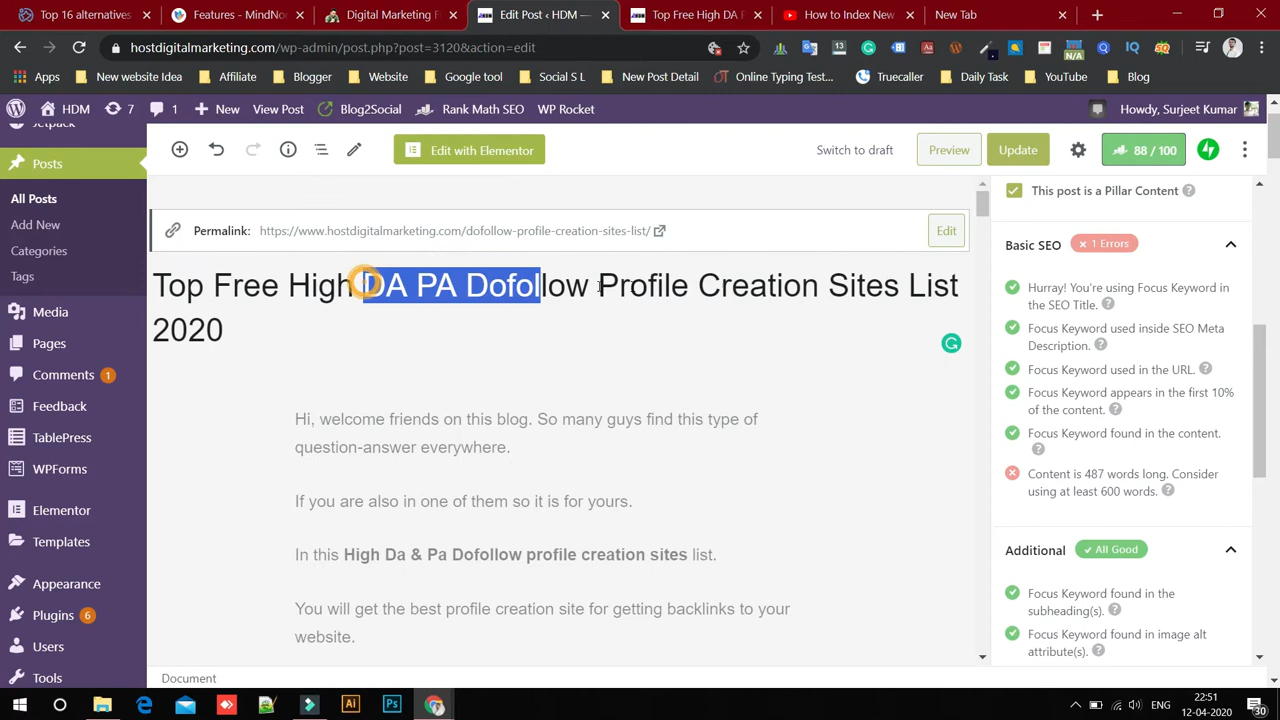 Top 16 alternatives
Features - MindNo
Digital Marketing F
Edit Post ‹ HDM —
Top Free High DA P
How to Index New
New Tab
hostdigitalmarketing.com/wp-admin/post.php?post=3120&action=edit
13
N/A
IQ
Apps
New website Idea
Affiliate
Blogger
Website
Google tool
Social S L
New Post Detail
Online Typing Test...
Truecaller
Daily Task
YouTube
Blog
HDM
7
1
New
View Post
Blog2Social
Rank Math SEO
WP Rocket
Howdy, Surjeet Kumar
Jetpack
Posts
All Posts
Add New
Categories
Tags
Media
Pages
Comments 1
Feedback
TablePress
WPForms
Elementor
Templates
Appearance
Plugins 6
Users
Tools
Edit with Elementor
Switch to draft
Preview
Update
88 / 100
Permalink: https://www.hostdigitalmarketing.com/dofollow-profile-creation-sites-list/
Edit
Top Free High DA PA Dofollow Profile Creation Sites List
2020
Hi, welcome friends on this blog. So many guys find this type of
question-answer everywhere.
If you are also in one of them so it is for yours.
In this High Da & Pa Dofollow profile creation sites list.
You will get the best profile creation site for getting backlinks to your
website.
Document
This post is a Pillar Content
Basic SEO × 1 Errors
Hurray! You're using Focus Keyword in
the SEO Title.
Focus Keyword used inside SEO Meta
Description.
Focus Keyword used in the URL.
Focus Keyword appears in the first 10%
of the content.
Focus Keyword found in the content.
Content is 487 words long. Consider
using at least 600 words.
Additional All Good
Focus Keyword found in the
subheading(s).
Focus Keyword found in image alt
attribute(s).
Ai
Ps
ENG
22:51
12-04-2020
30